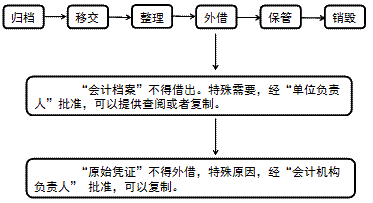 归档 移交 整理 外借 保管 销毁
“会计档案”不得借出。特殊需要，经“单位负责
人”批准，可以提供查阅或者复制。
“原始凭证”不得外借，特殊原因，经“会计机构
负责人” 批准，可以复制。